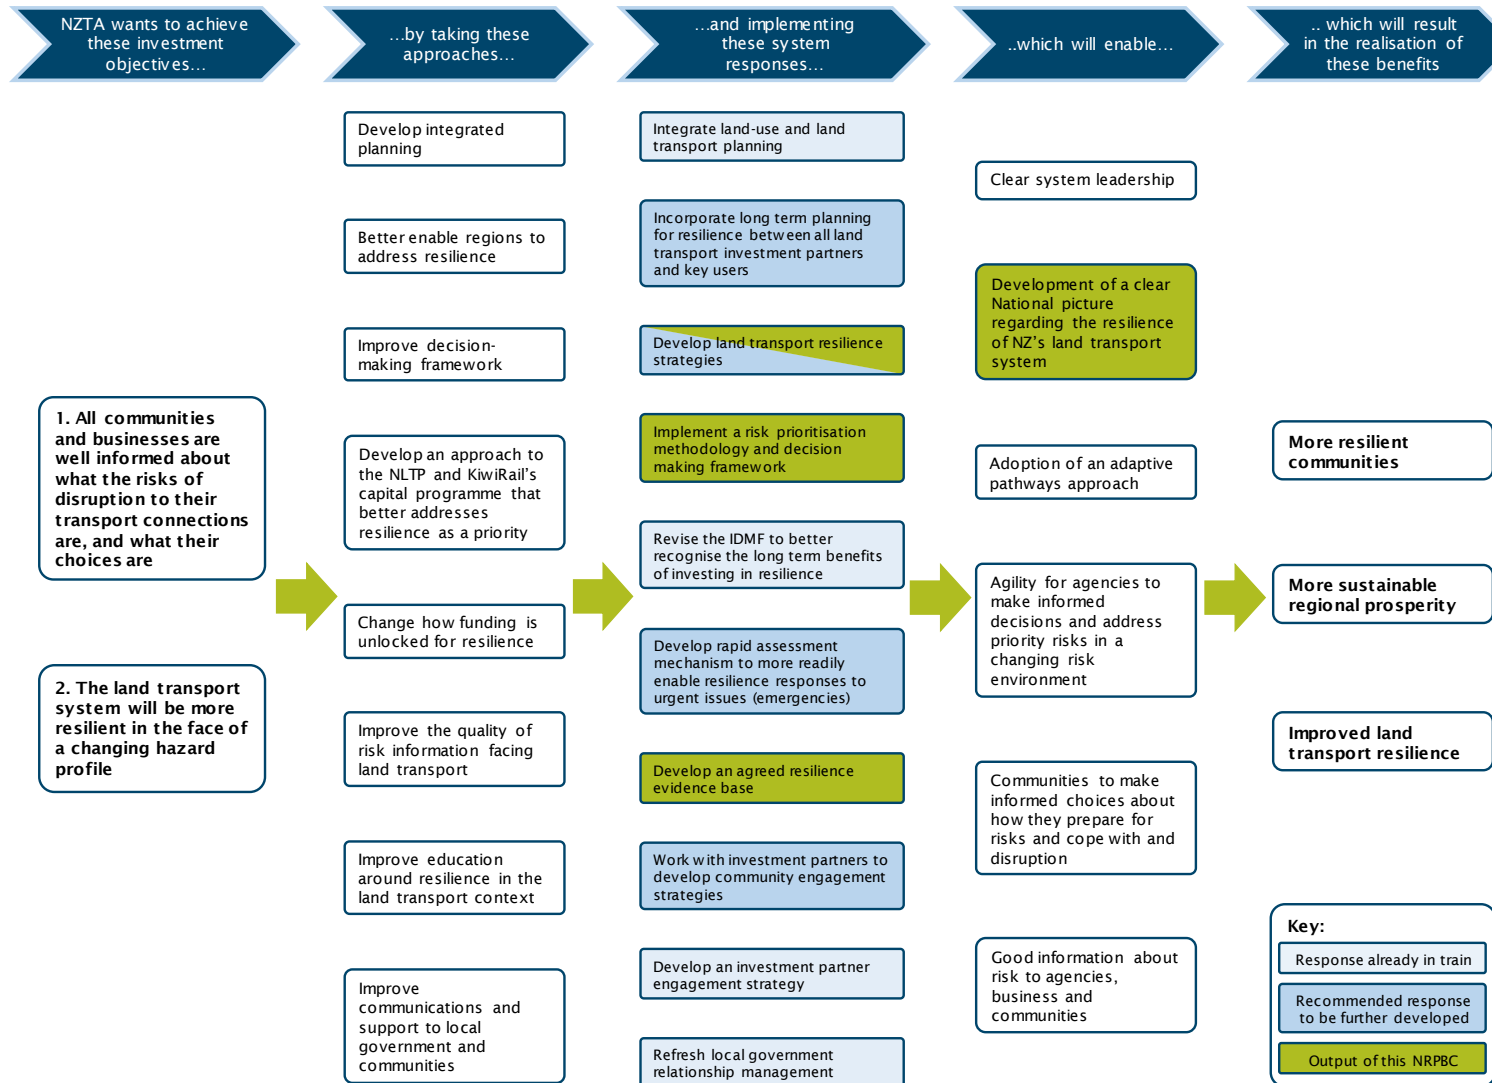 NZTA wants to achieve
these investment
objectives…
…by taking these
approaches…
…and implementing
these system
responses…
..which will enable…
.. which will result
in the realisation of
these benefits
1. All communities
and businesses are
well informed about
what the risks of
disruption to their
transport connections
are, and what their
choices are
2. The land transport
system will be more
resilient in the face of
a changing hazard
profile
Develop integrated
planning
Better enable regions to
address resilience
Improve decision-
making framework
Develop an approach to
the NLTP and KiwiRail's
capital programme that
better addresses
resilience as a priority
Change how funding is
unlocked for resilience
Improve the quality of
risk information facing
land transport
Improve education
around resilience in the
land transport context
Improve
communications and
support to local
government and
communities
Integrate land-use and land
transport planning
Incorporate long term planning
for resilience between all land
transport investment partners
and key users
Develop land transport resilience
strategies
Implement a risk prioritisation
methodology and decision
making framework
Revise the IDMF to better
recognise the long term benefits
of investing in resilience
Develop rapid assessment
mechanism to more readily
enable resilience responses to
urgent issues (emergencies)
Develop an agreed resilience
evidence base
Work with investment partners to
develop community engagement
strategies
Develop an investment partner
engagement strategy
Refresh local government
relationship management
Clear system leadership
Development of a clear
National picture
regarding the resilience
of NZ's land transport
system
Adoption of an adaptive
pathways approach
Agility for agencies to
make informed
decisions and address
priority risks in a
changing risk
environment
Communities to make
informed choices about
how they prepare for
risks and cope with and
disruption
Good information about
risk to agencies,
business and
communities
More resilient
communities
More sustainable
regional prosperity
Improved land
transport resilience
Key:
Response already in train
Recommended response
to be further developed
Output of this NRPBC